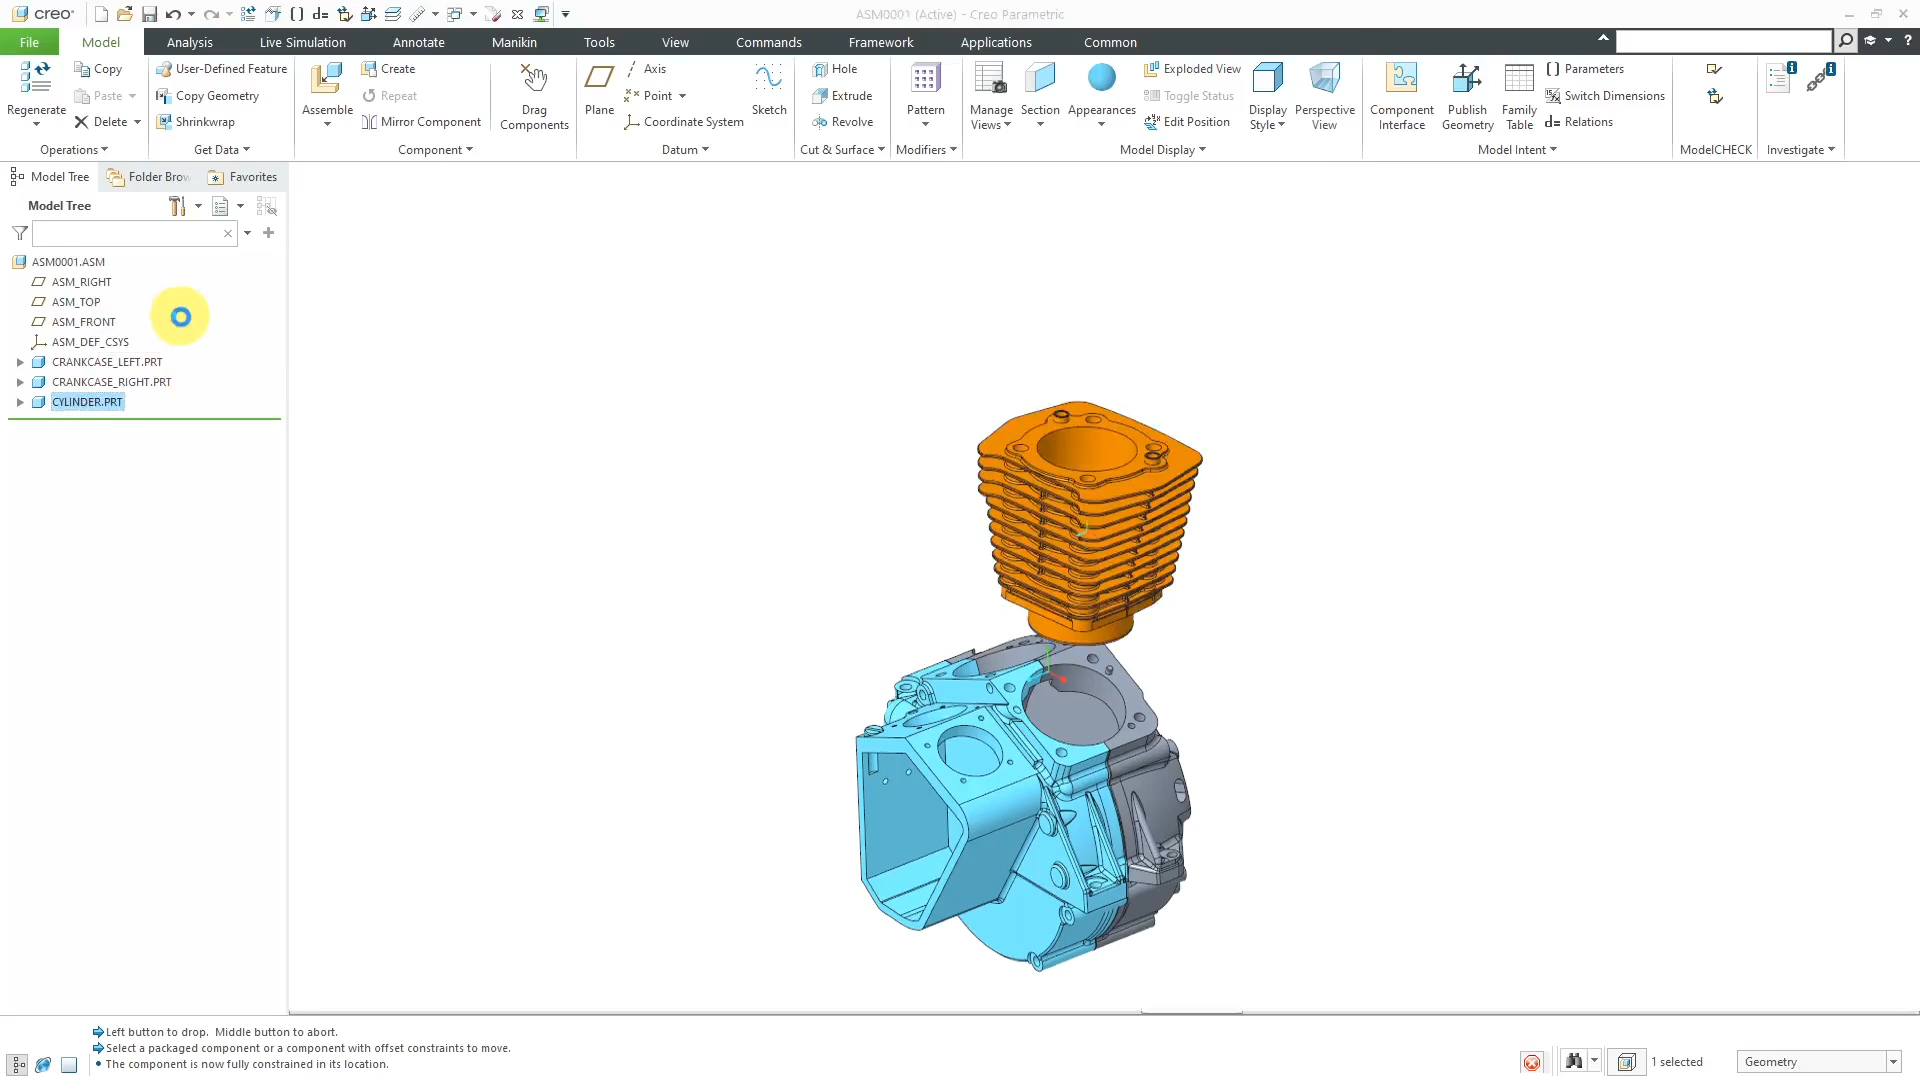 creo
ASM0001 (Active) - Creo Parametric
File Model Analysis Live Simulation Annotate Manikin Tools View Commands Framework Applications Common
Regenerate
Copy
Paste
Delete
Operations
User-Defined Feature
Copy Geometry
Shrinkwrap
Get Data
Assemble
Create
Repeat
Mirror Component
Component
Drag
Components
Plane
Axis
Point
Coordinate System
Sketch
Datum
Hole
Extrude
Revolve
Cut & Surface
Pattern
Modifiers
Manage
Views
Section
Appearances
Exploded View
Toggle Status
Edit Position
Display
Style
Perspective
View
Model Display
Component
Interface
Publish
Geometry
Family
Table
Parameters
Switch Dimensions
d= Relations
Model Intent
ModelCHECK
Investigate
Model Tree Folder Brow Favorites
Model Tree
ASM0001.ASM
ASM_RIGHT
ASM_TOP
ASM_FRONT
ASM_DEF_CSYS
CRANKCASE_LEFT.PRT
CRANKCASE_RIGHT.PRT
CYLINDER.PRT
Left button to drop. Middle button to abort.
Select a packaged component or a component with offset constraints to move.
• The component is now fully constrained in its location.
1 selected
Geometry